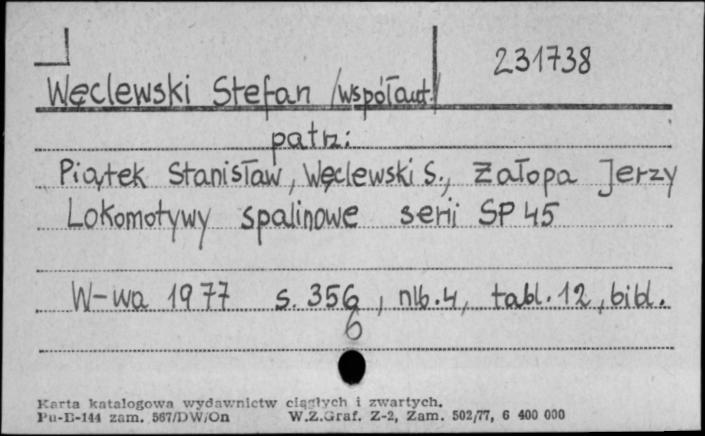 231738
Węclewski Stefan /współaut./
patrz:
Piątek Stanisław, Węclewski S., Załopa Jerzy
Lokomotywy spalinowe serii SP 45
W-wa 1977 s. 356, nlb. 4, tabl. 12, bibl.
6
Karta katalogowa wydawnictw ciągłych i zwartych.
Pu-B-144 zam. 567/DW/On W.Z.Graf. Z-2, Zam. 502/77, 6 400 000